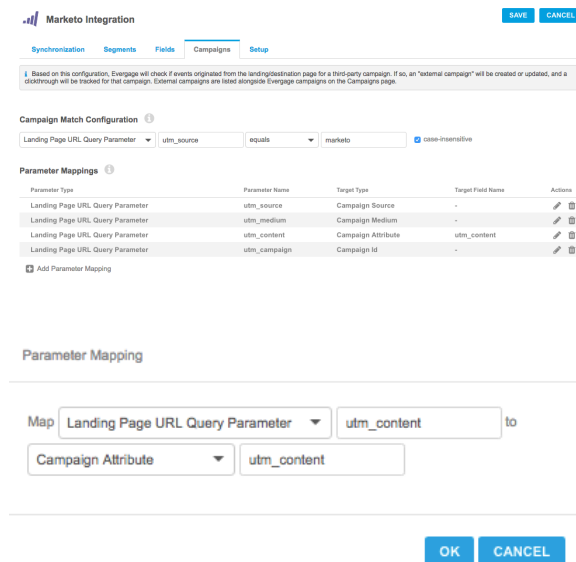 Marketo Integration
SAVE CANCEL
Synchronization Segments Fields Campaigns Setup
i Based on this configuration, Evergage will check if events originated from the landing/destination page for a third-party campaign. If so, an "external campaign" will be created or updated, and a
clickthrough will be tracked for that campaign. External campaigns are listed alongside Evergage campaigns on the Campaigns page.
Campaign Match Configuration i
Landing Page URL Query Parameter utm_source equals marketo case-insensitive
Parameter Mappings i
Parameter Type Parameter Name Target Type Target Field Name Actions
Landing Page URL Query Parameter utm_source Campaign Source -
Landing Page URL Query Parameter utm_medium Campaign Medium -
Landing Page URL Query Parameter utm_content Campaign Attribute utm_content
Landing Page URL Query Parameter utm_campaign Campaign Id -
Add Parameter Mapping
Parameter Mapping
Map Landing Page URL Query Parameter utm_content to
Campaign Attribute utm_content
OK CANCEL